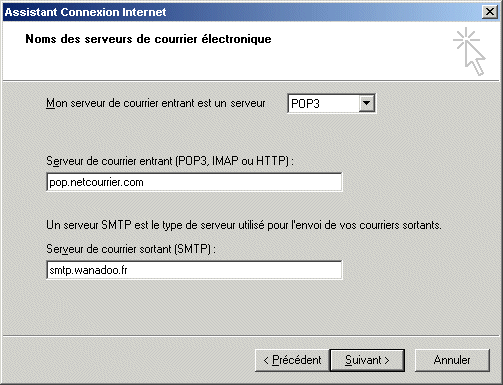 Assistant Connexion Internet
Noms des serveurs de courrier électronique
Mon serveur de courrier entrant est un serveur POP3
Serveur de courrier entrant (POP3, IMAP ou HTTP) :
pop.netcourrier.com
Un serveur SMTP est le type de serveur utilisé pour l'envoi de vos courriers sortants.
Serveur de courrier sortant (SMTP) :
smtp.wanadoo.fr
< Précédent Suivant > Annuler